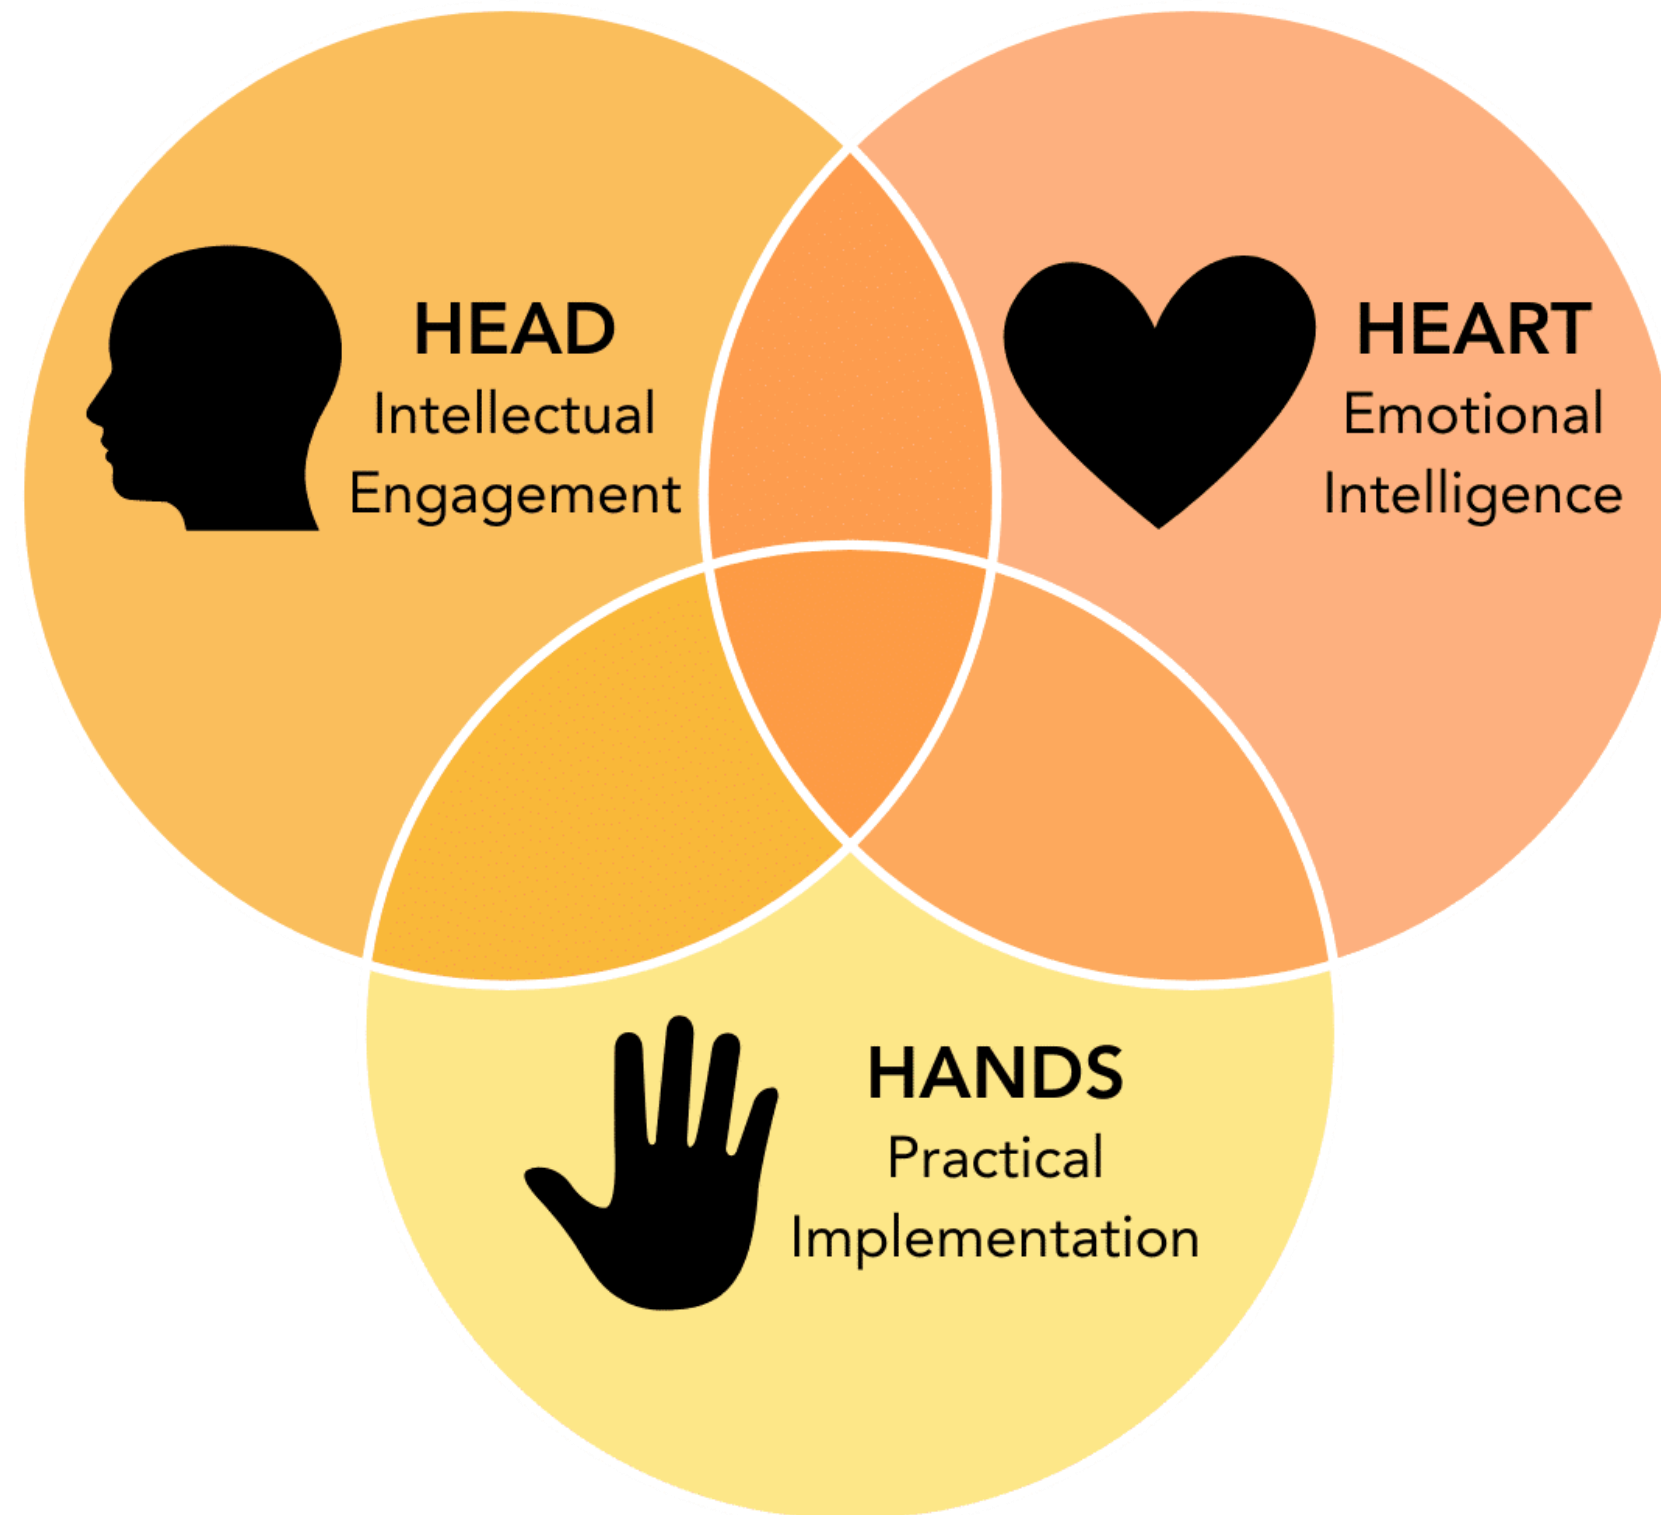 HEAD
Intellectual
Engagement
HEART
Emotional
Intelligence
HANDS
Practical
Implementation